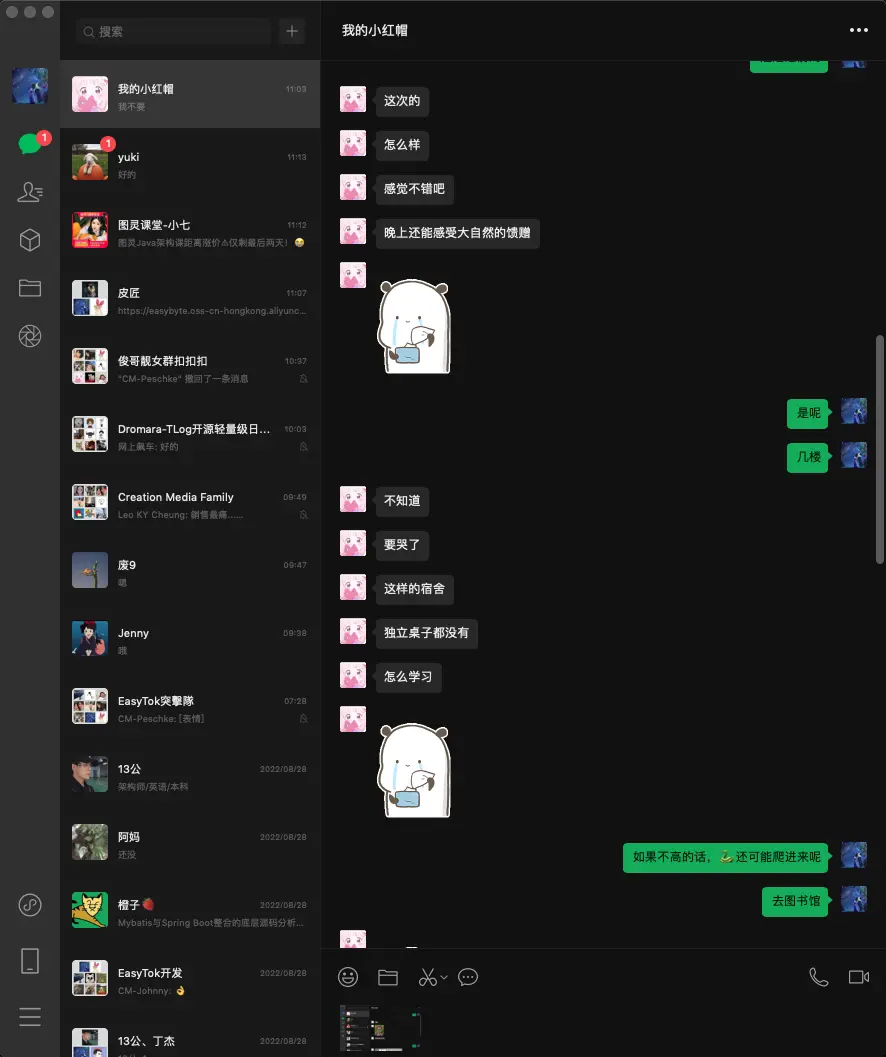 搜索
我的小红帽
11:03
我不要
1
1
yuki
11:13
好的
图灵课堂-小七
11:12
图灵Java架构课距离涨价⚠仅剩最后两天！😂
皮匠
11:07
https://easybyte.oss-cn-hongkong.aliyunc...
俊哥靓女群扣扣扣
10:37
"CM-Peschke" 撤回了一条消息
Dromara-TLog开源轻量级日...
10:03
网上飙车: 好的
Creation Media Family
09:49
Leo KY Cheung: 銷售最痛......
废9
09:47
嗯
Jenny
09:38
哦
EasyTok突擊隊
07:28
CM-Peschke: [表情]
13公
2022/08/28
架构师/英语/本科
阿妈
2022/08/28
还没
橙子🍓
2022/08/28
Mybatis与Spring Boot整合的底层源码分析...
EasyTok开发
2022/08/28
CM-Johnny: 👌
13公、丁杰
2022/08/28
我的小红帽
这次的
怎么样
感觉不错吧
晚上还能感受大自然的馈赠
是呢
几楼
不知道
要哭了
这样的宿舍
独立桌子都没有
怎么学习
如果不高的话，🐍还可能爬进来呢
去图书馆